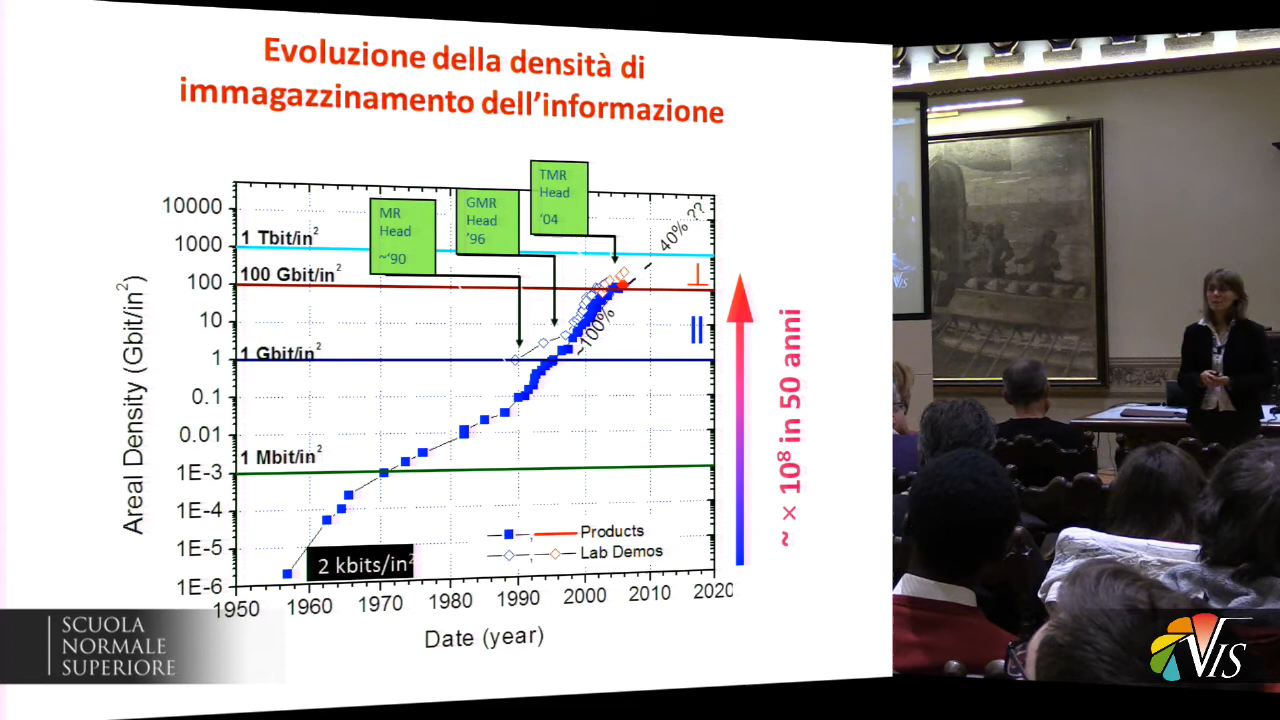 Evoluzione della densità di
immagazzinamento dell'informazione
TMR
Head
'04
GMR
Head
'96
MR
Head
~'90
40% ??
10000
1000
100
10
1
0.1
0.01
1E-3
1E-4
1E-5
1E-6
1 Tbit/in²
100 Gbit/in²
1 Gbit/in²
1 Mbit/in²
~100%
⊥
||
Areal Density (Gbit/in²)
~ × 10⁸ in 50 anni
Products
Lab Demos
2 kbits/in²
1950 1960 1970 1980 1990 2000 2010 2020
Date (year)
SCUOLA
NORMALE
SUPERIORE
VIS